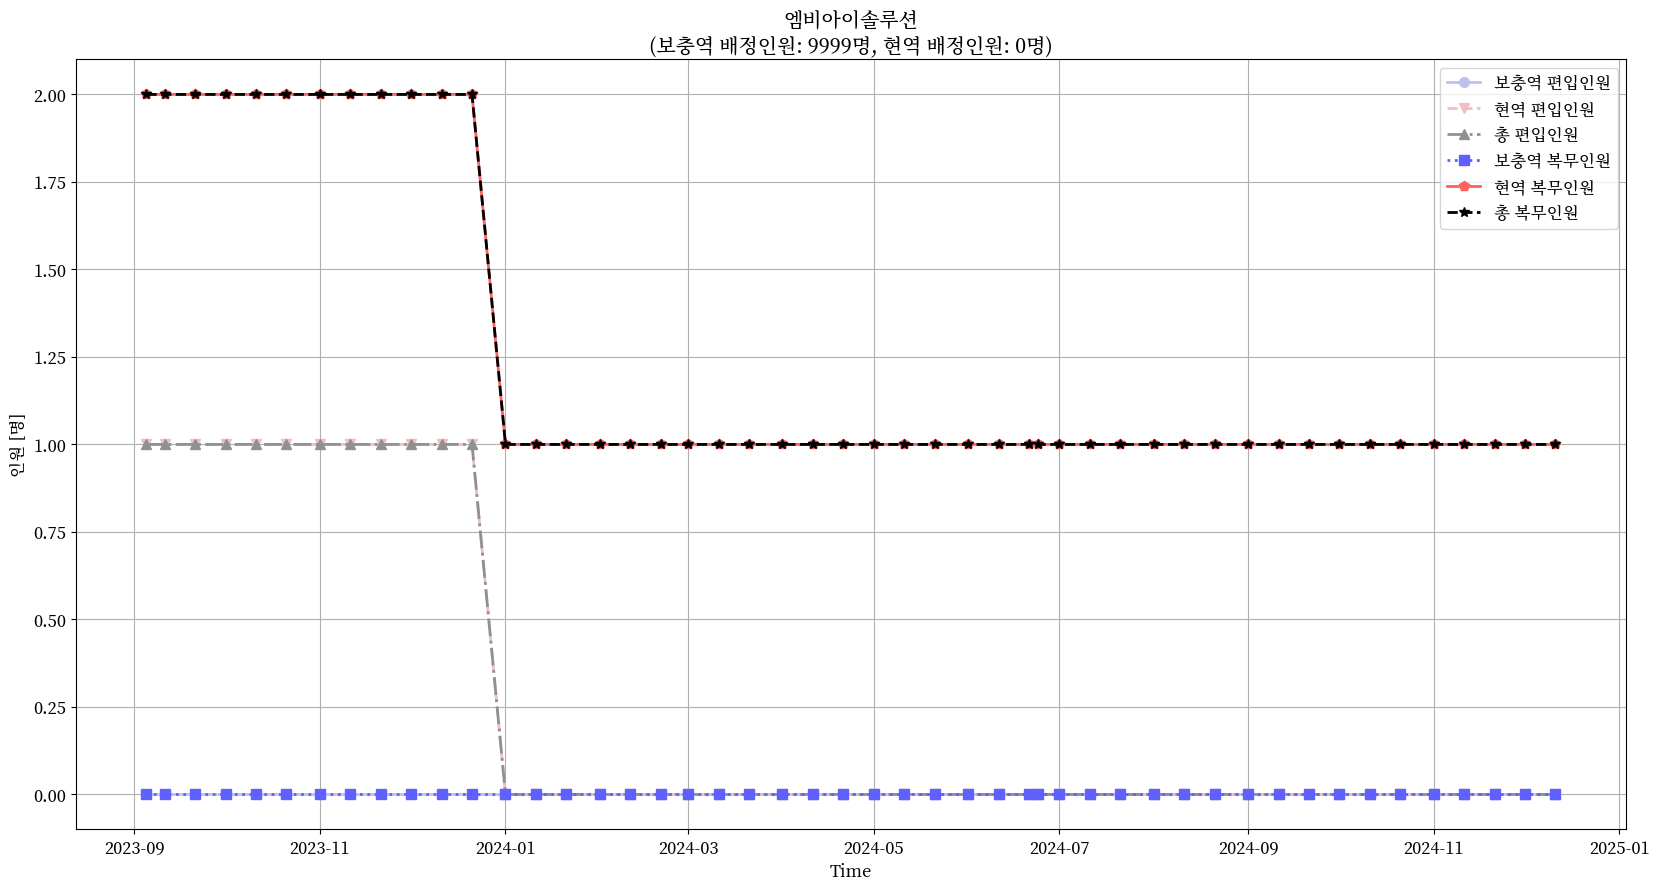 엠비아이솔루션
(보충역 배정인원: 9999명, 현역 배정인원: 0명)
보충역 편입인원
현역 편입인원
총 편입인원
보충역 복무인원
현역 복무인원
총 복무인원
인원 [명]
2.00
1.75
1.50
1.25
1.00
0.75
0.50
0.25
0.00
2023-09 2023-11 2024-01 2024-03 2024-05 2024-07 2024-09 2024-11 2025-01
Time